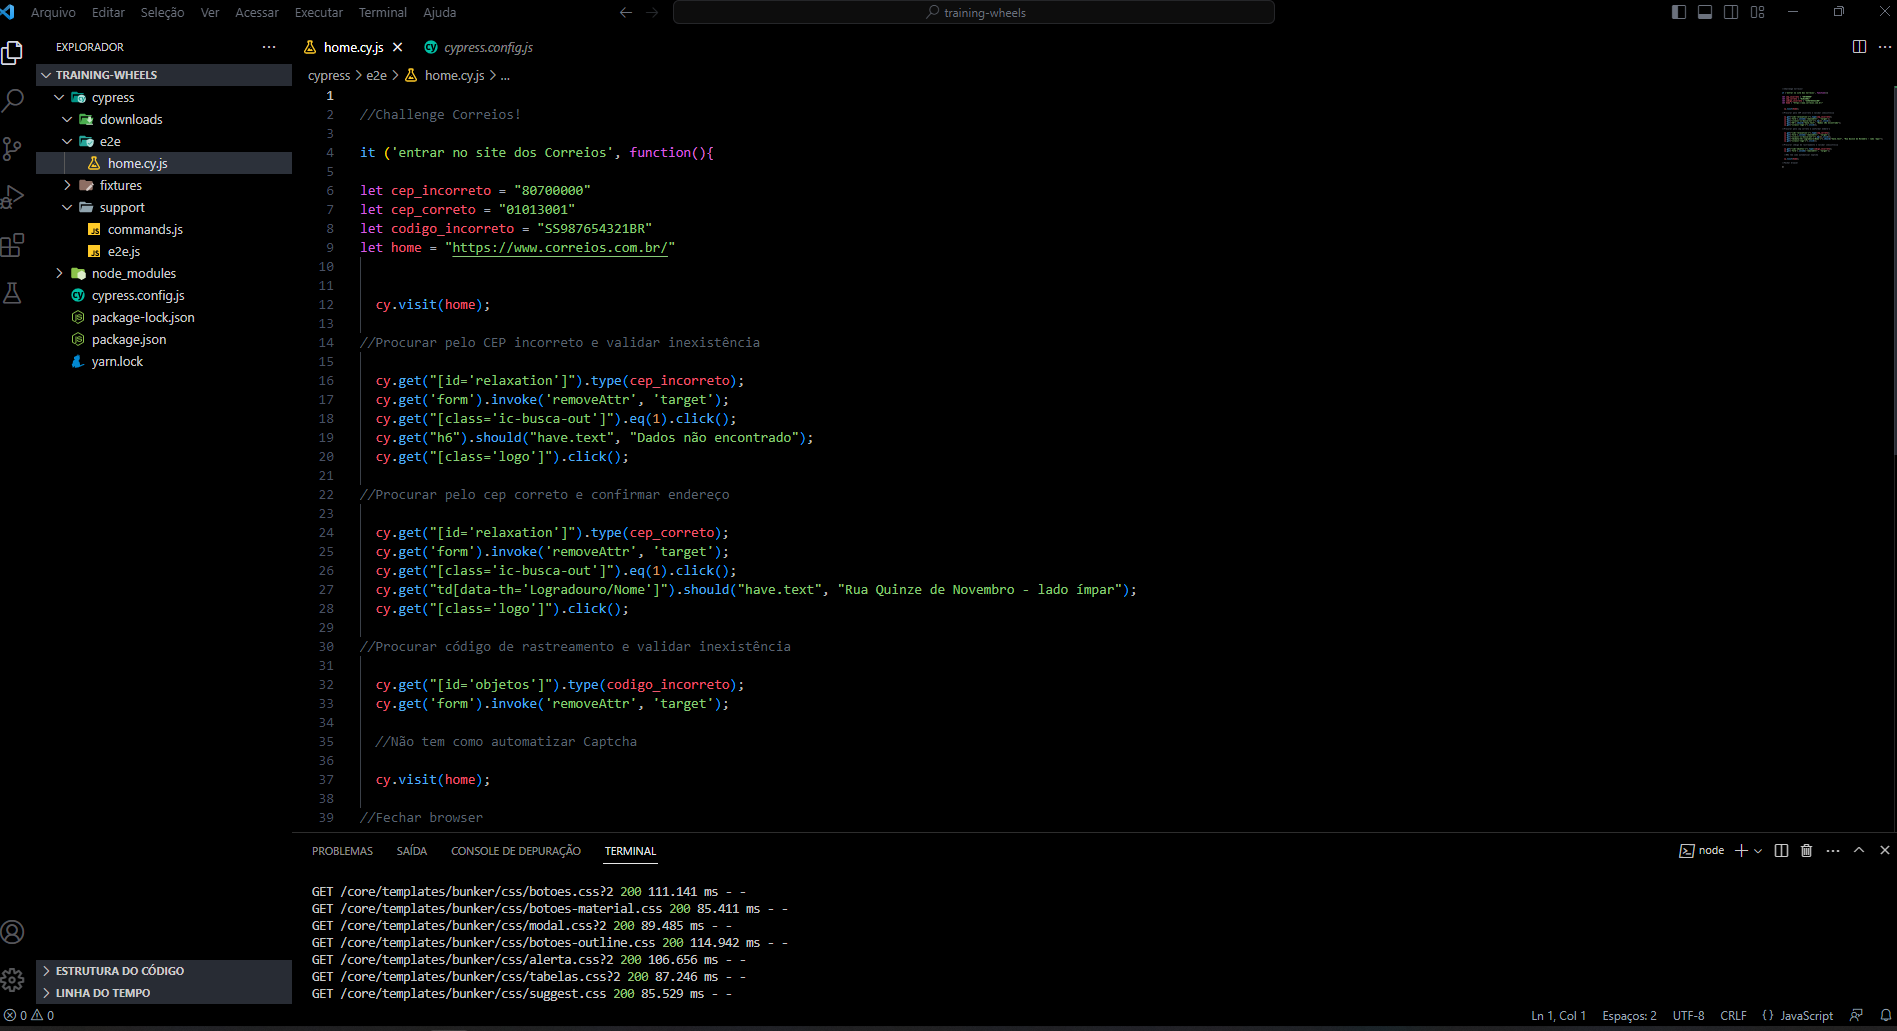 Arquivo Editar Seleção Ver Acessar Executar Terminal Ajuda training-wheels
EXPLORADOR
TRAINING-WHEELS
cypress
downloads
e2e
home.cy.js
fixtures
support
commands.js
e2e.js
node_modules
cypress.config.js
package-lock.json
package.json
yarn.lock
ESTRUTURA DO CÓDIGO
LINHA DO TEMPO
home.cy.js cypress.config.js
cypress > e2e > home.cy.js > ...
1
2 //Challenge Correios!
3
4 it ('entrar no site dos Correios', function(){
5
6 let cep_incorreto = "80700000"
7 let cep_correto = "01013001"
8 let codigo_incorreto = "SS987654321BR"
9 let home = "https://www.correios.com.br/"
10
11
12 cy.visit(home);
13
14 //Procurar pelo CEP incorreto e validar inexistência
15
16 cy.get("[id='relaxation']").type(cep_incorreto);
17 cy.get('form').invoke('removeAttr', 'target');
18 cy.get("[class='ic-busca-out']").eq(1).click();
19 cy.get("h6").should("have.text", "Dados não encontrado");
20 cy.get("[class='logo']").click();
21
22 //Procurar pelo cep correto e confirmar endereço
23
24 cy.get("[id='relaxation']").type(cep_correto);
25 cy.get('form').invoke('removeAttr', 'target');
26 cy.get("[class='ic-busca-out']").eq(1).click();
27 cy.get("td[data-th='Logradouro/Nome']").should("have.text", "Rua Quinze de Novembro - lado ímpar");
28 cy.get("[class='logo']").click();
29
30 //Procurar código de rastreamento e validar inexistência
31
32 cy.get("[id='objetos']").type(codigo_incorreto);
33 cy.get('form').invoke('removeAttr', 'target');
34
35 //Não tem como automatizar Captcha
36
37 cy.visit(home);
38
39 //Fechar browser
PROBLEMAS SAÍDA CONSOLE DE DEPURAÇÃO TERMINAL node
GET /core/templates/bunker/css/botoes.css?2 200 111.141 ms - -
GET /core/templates/bunker/css/botoes-material.css 200 85.411 ms - -
GET /core/templates/bunker/css/modal.css?2 200 89.485 ms - -
GET /core/templates/bunker/css/botoes-outline.css 200 114.942 ms - -
GET /core/templates/bunker/css/alerta.css?2 200 106.656 ms - -
GET /core/templates/bunker/css/tabelas.css?2 200 87.246 ms - -
GET /core/templates/bunker/css/suggest.css 200 85.529 ms - -
0 0 Ln 1, Col 1 Espaços: 2 UTF-8 CRLF {} JavaScript